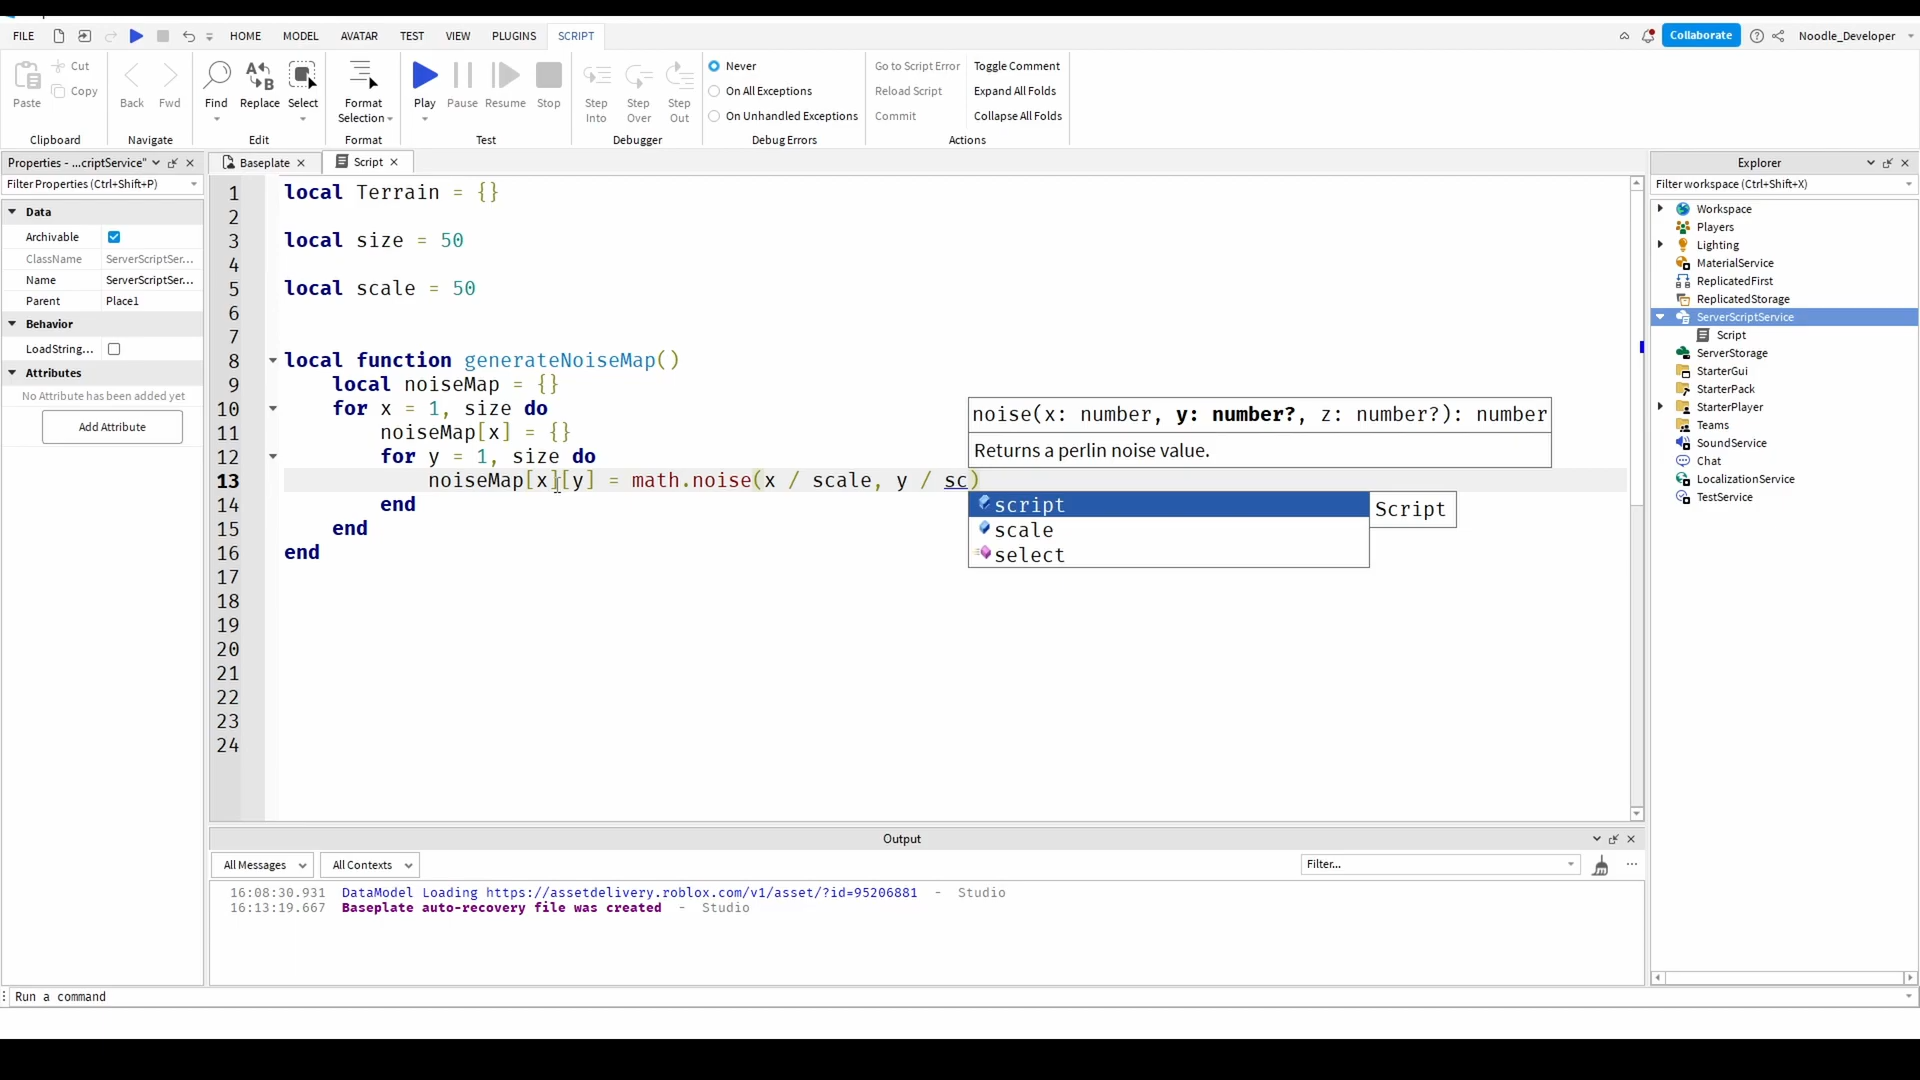 FILE HOME MODEL AVATAR TEST VIEW PLUGINS SCRIPT Collaborate Noodle_Developer
Paste Cut Copy
Clipboard
Back Fwd
Navigate
Find Replace Select
Edit
Format Selection
Format
Play Pause Resume Stop
Test
Step Into Step Over Step Out
Debugger
Never
On All Exceptions
On Unhandled Exceptions
Debug Errors
Go to Script Error Toggle Comment
Reload Script Expand All Folds
Commit Collapse All Folds
Actions
Properties - ...criptService"
Filter Properties (Ctrl+Shift+P)
Data
Archivable
ClassName ServerScriptSer...
Name ServerScriptSer...
Parent Place1
Behavior
LoadString...
Attributes
No Attribute has been added yet
Add Attribute
Baseplate Script
1 local Terrain = {}
2
3 local size = 50
4
5 local scale = 50
6
7
8 local function generateNoiseMap()
9 local noiseMap = {}
10 for x = 1, size do
11 noiseMap[x] = {}
12 for y = 1, size do
13 noiseMap[x][y] = math.noise(x / scale, y / sc)
14 end
15 end
16 end
17
18
19
20
21
22
23
24
noise(x: number, y: number?, z: number?): number
Returns a perlin noise value.
script
scale
select
Script
Explorer
Filter workspace (Ctrl+Shift+X)
Workspace
Players
Lighting
MaterialService
ReplicatedFirst
ReplicatedStorage
ServerScriptService
Script
ServerStorage
StarterGui
StarterPack
StarterPlayer
Teams
SoundService
Chat
LocalizationService
TestService
Output
All Messages All Contexts Filter... ...
16:08:30.931 DataModel Loading https://assetdelivery.roblox.com/v1/asset/?id=95206881 - Studio
16:13:19.667 Baseplate auto-recovery file was created - Studio
Run a command